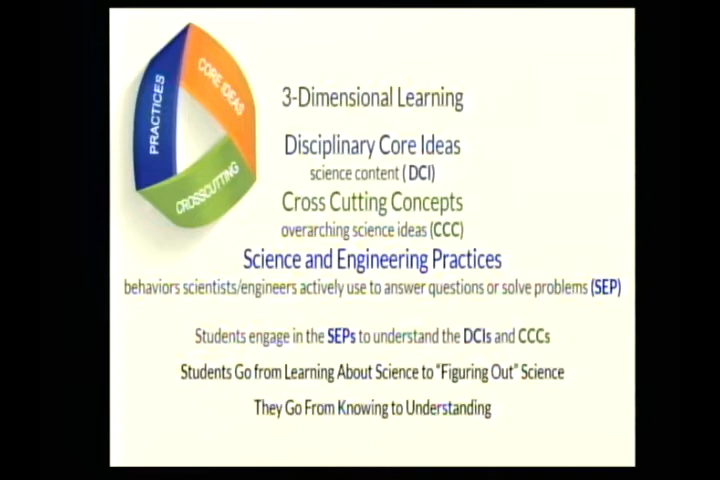 PRACTICES
CORE IDEAS
CROSSCUTTING
3-Dimensional Learning
Disciplinary Core Ideas
science content ( DCI)
Cross Cutting Concepts
overarching science ideas (CCC)
Science and Engineering Practices
behaviors scientists/engineers actively use to answer questions or solve problems (SEP)
Students engage in the SEPs to understand the DCIs and CCCs
Students Go from Learning About Science to "Figuring Out" Science
They Go From Knowing to Understanding